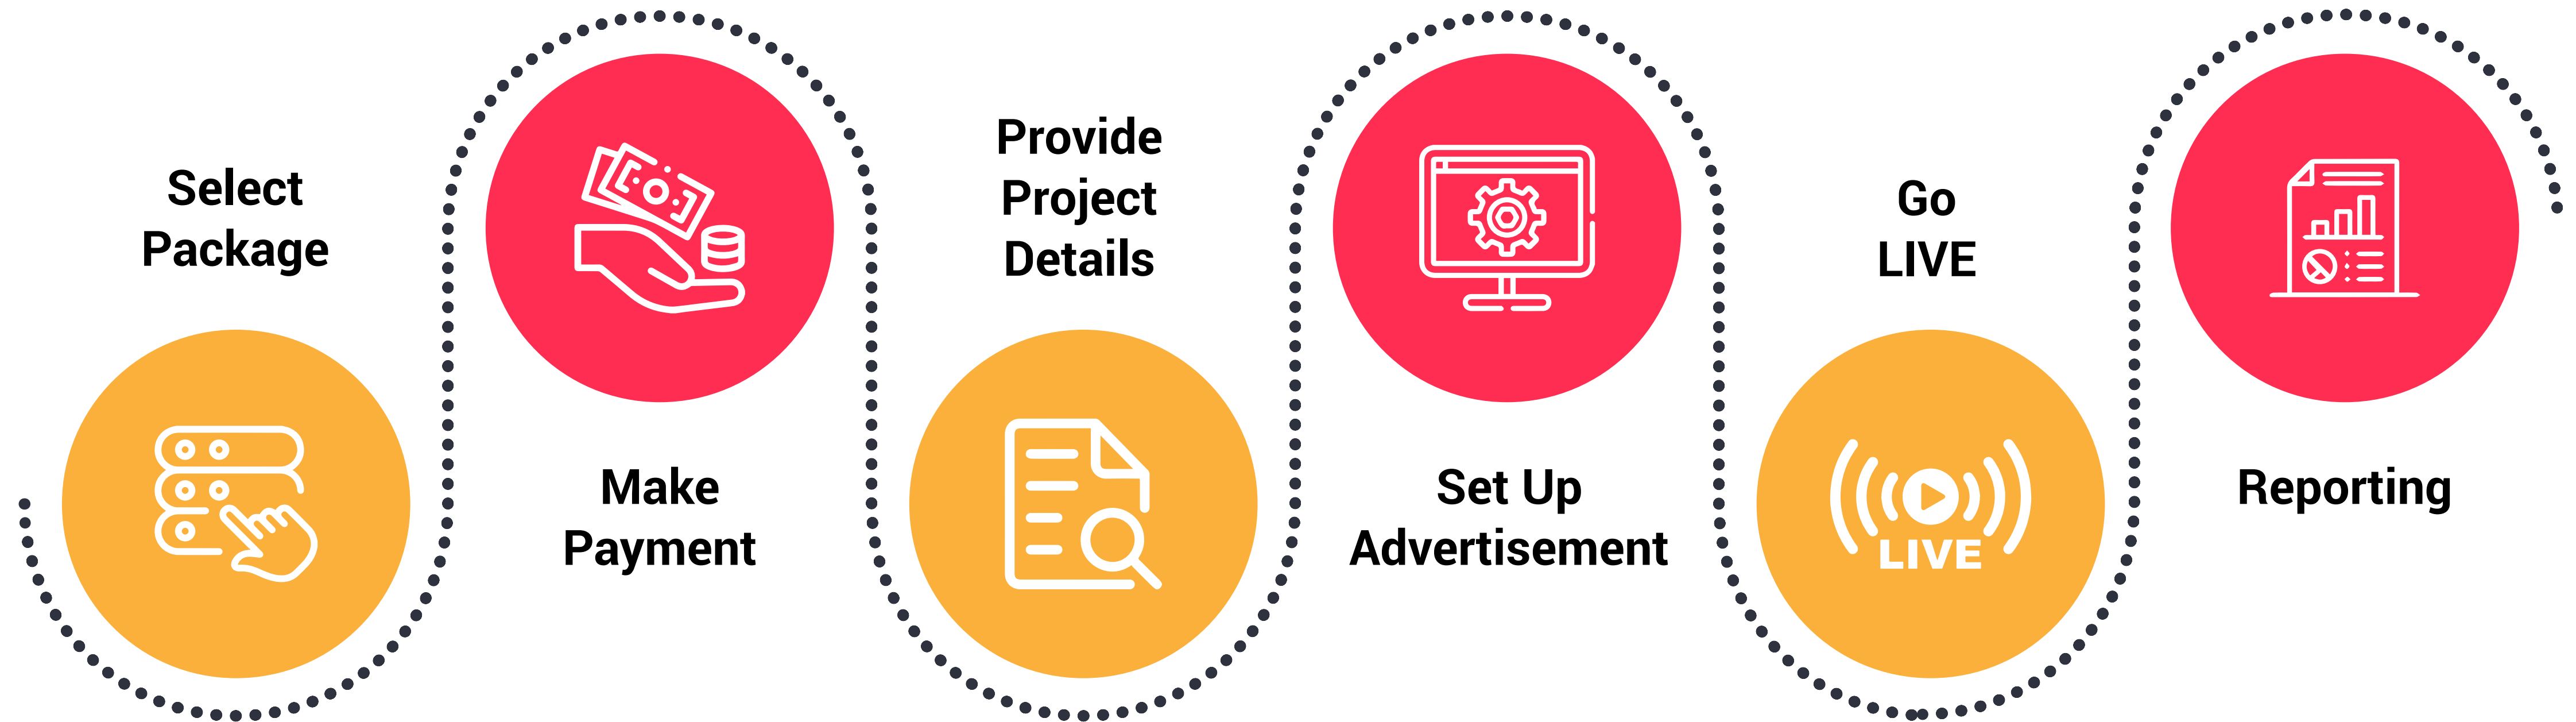 Select
Package
Make
Payment
Provide
Project
Details
Set Up
Advertisement
Go
LIVE
LIVE
Reporting